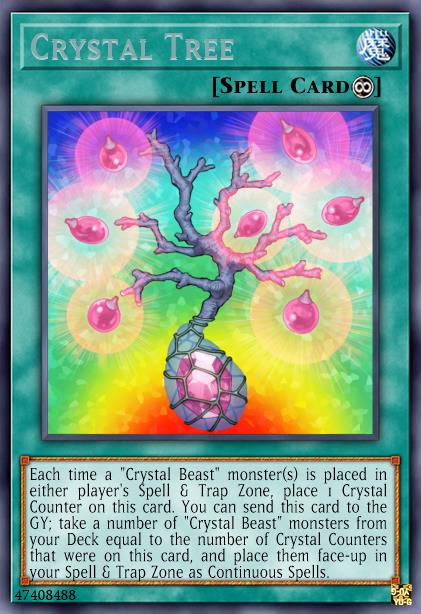 CRYSTAL TREE
魔
[SPELL CARD]
Each time a "Crystal Beast" monster(s) is placed in
either player's Spell & Trap Zone, place 1 Crystal
Counter on this card. You can send this card to the
GY; take a number of "Crystal Beast" monsters from
your Deck equal to the number of Crystal Counters
that were on this card, and place them face-up in
your Spell & Trap Zone as Continuous Spells.
47408488